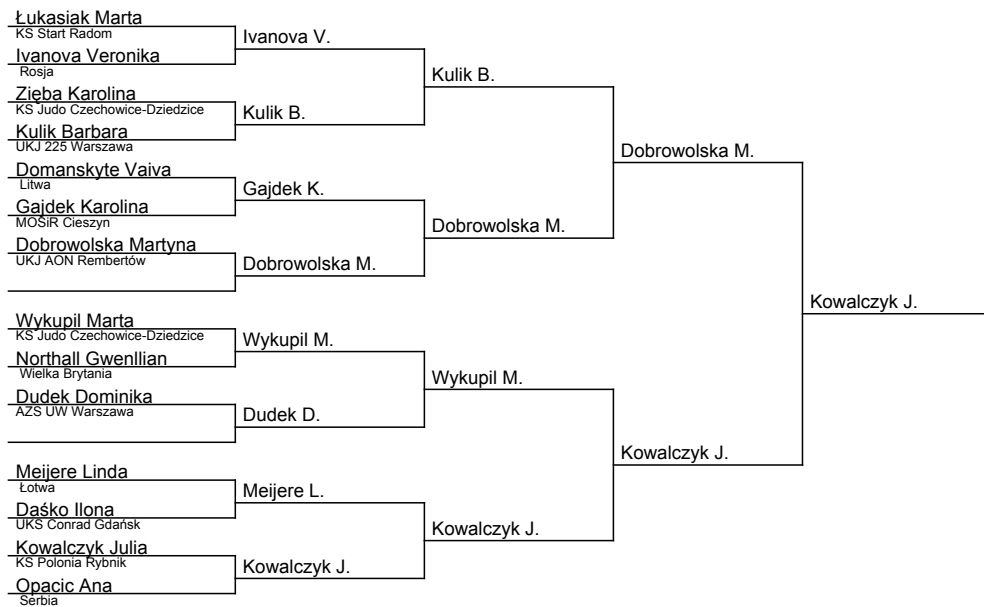 Łukasiak Marta
KS Start Radom
Ivanova Veronika
Rosja
Zięba Karolina
KS Judo Czechowice-Dziedzice
Kulik Barbara
UKJ 225 Warszawa
Domanskyte Vaiva
Litwa
Gajdek Karolina
MOSiR Cieszyn
Dobrowolska Martyna
UKJ AON Rembertów
Wykupil Marta
KS Judo Czechowice-Dziedzice
Northall Gwenllian
Wielka Brytania
Dudek Dominika
AZS UW Warszawa
Meijere Linda
Łotwa
Daśko Ilona
UKS Conrad Gdańsk
Kowalczyk Julia
KS Polonia Rybnik
Opacic Ana
Serbia
Ivanova V.
Kulik B.
Gajdek K.
Dobrowolska M.
Wykupil M.
Dudek D.
Meijere L.
Kowalczyk J.
Kulik B.
Dobrowolska M.
Wykupil M.
Kowalczyk J.
Dobrowolska M.
Kowalczyk J.
Kowalczyk J.